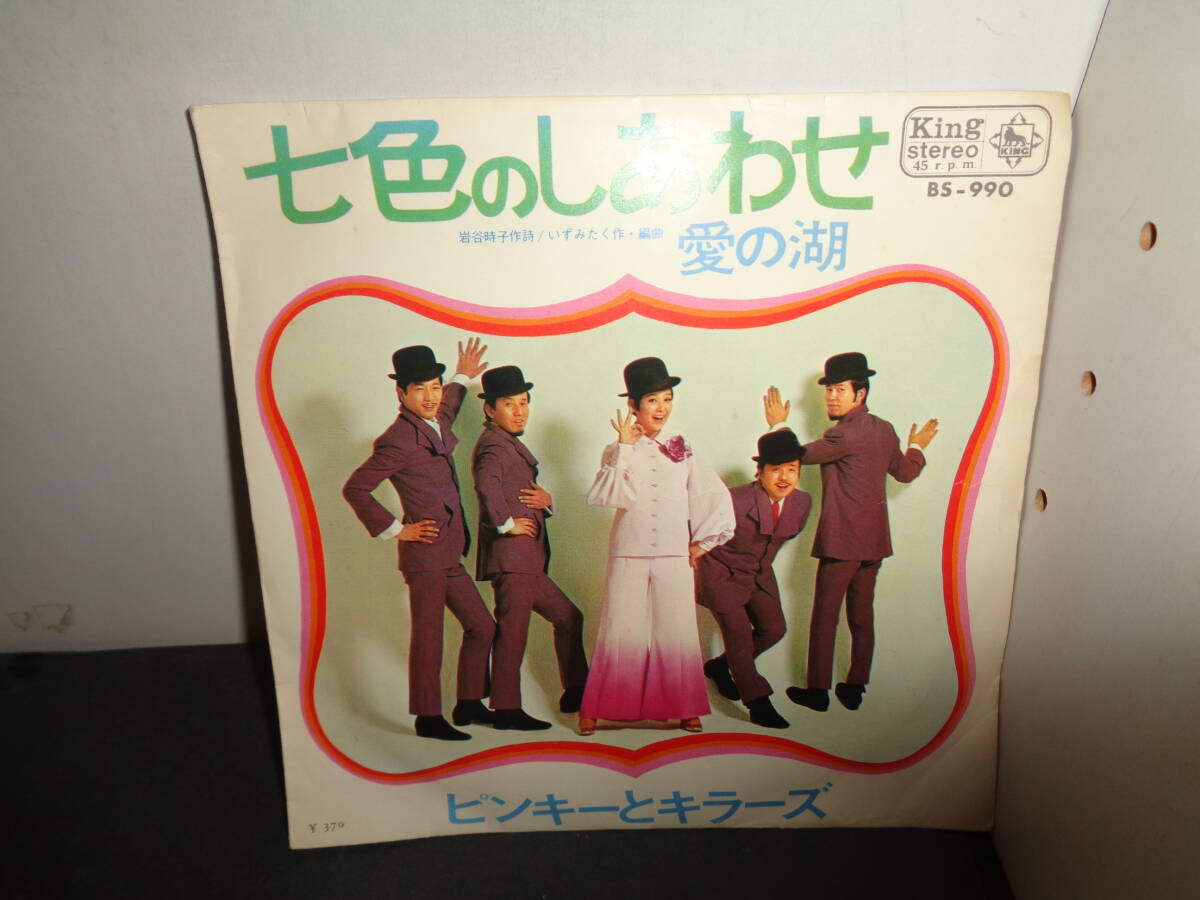 七色のしあわせ
King
stereo
45 r.p.m.
KING
BS-990
岩谷時子作詩/いずみたく作・編曲
愛の湖
ピンキーとキラーズ
¥ 370